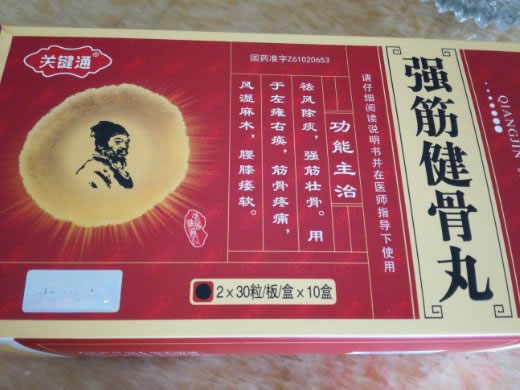 关键通
国药准字Z61020653
强筋健骨丸
QIANGJIN
请仔细阅读说明书并在医师指导下使用
功能主治
祛风除痰,强筋壮骨。用
于左瘫右痪,筋骨疼痛,
风湿麻木,腰膝痿软。
2×30粒/板/盒×10盒